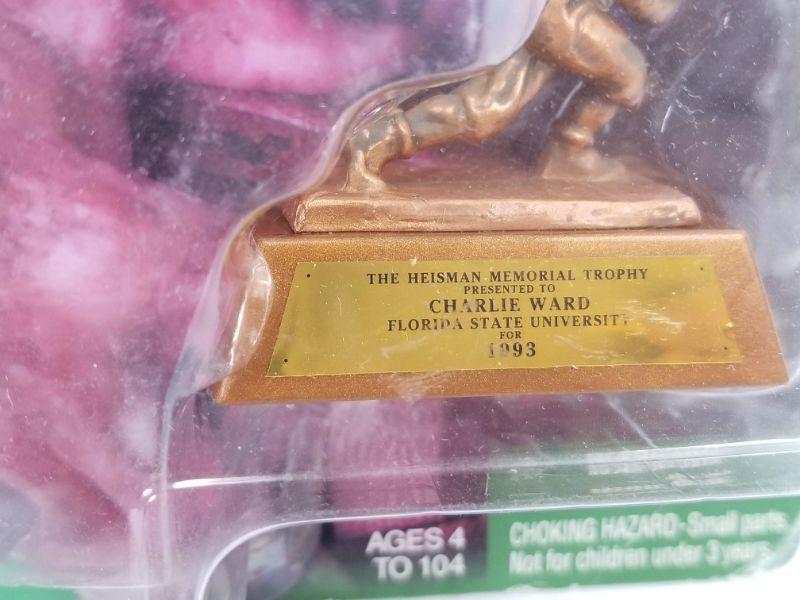 THE HEISMAN MEMORIAL TROPHY
PRESENTED TO
CHARLIE WARD
FLORIDA STATE UNIVERSITY
FOR
1993
AGES 4
TO 104
CHOKING HAZARD-Small parts.
Not for children under 3 years.